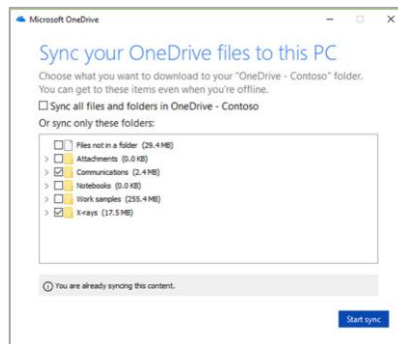 Microsoft OneDrive
Sync your OneDrive files to this PC
Choose what you want to download to your "OneDrive - Contoso" folder.
You can get to these items even when you're offline.
Sync all files and folders in OneDrive - Contoso
Or sync only these folders:
Files not in a folder (29.4 MB)
Attachments (0.0 KB)
Communications (2.4 MB)
Notebooks (0.0 KB)
Work samples (255.4 MB)
X-rays (17.5 MB)
You are already syncing this content.
Start sync